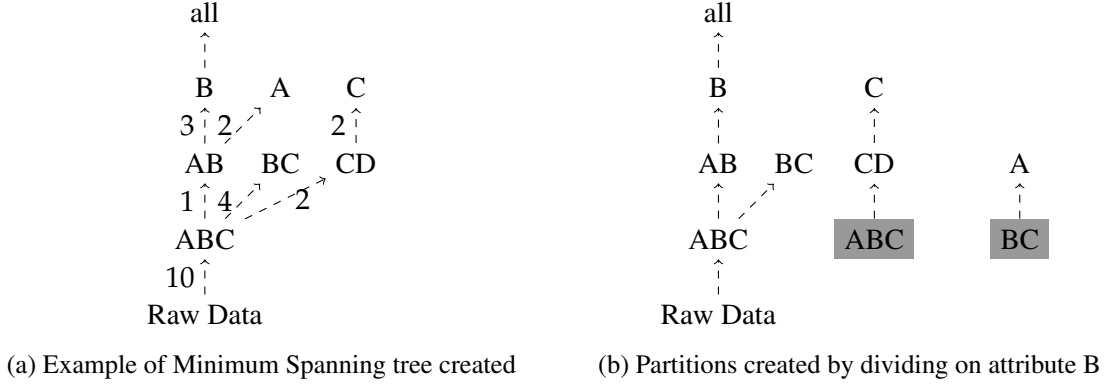 all
B A C
3 2 2
AB BC CD
1 4 2
ABC
10
Raw Data
(a) Example of Minimum Spanning tree created
all
B C
AB BC CD A
ABC ABC BC
Raw Data
(b) Partitions created by dividing on attribute B